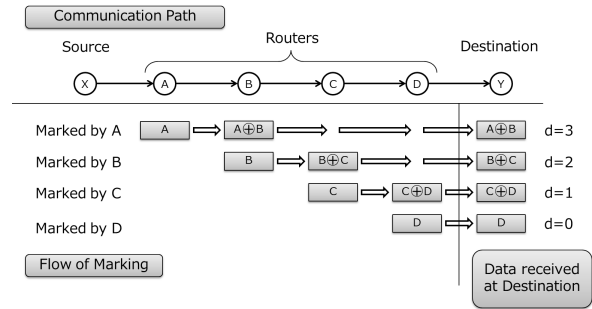 Communication Path
Source
Routers
Destination
X A B C D Y
Marked by A A A⊕B A⊕B d=3
Marked by B B B⊕C B⊕C d=2
Marked by C C C⊕D C⊕D d=1
Marked by D D D d=0
Flow of Marking
Data received
at Destination